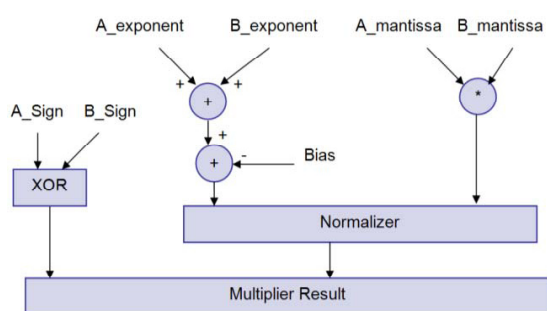 A_exponent B_exponent A_mantissa B_mantissa
+ + + *
A_Sign B_Sign +
+ - Bias
XOR
Normalizer
Multiplier Result